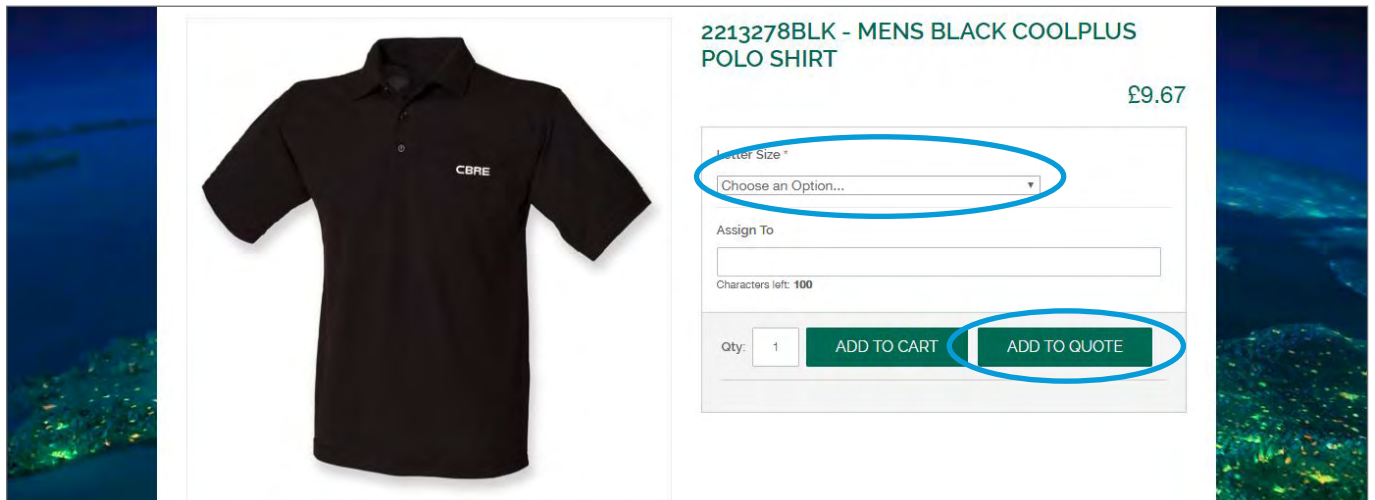 2213278BLK - MENS BLACK COOLPLUS
POLO SHIRT
£9.67
CBRE
Letter Size *
Choose an Option...
Assign To
Characters left: 100
Qty: 1 ADD TO CART ADD TO QUOTE